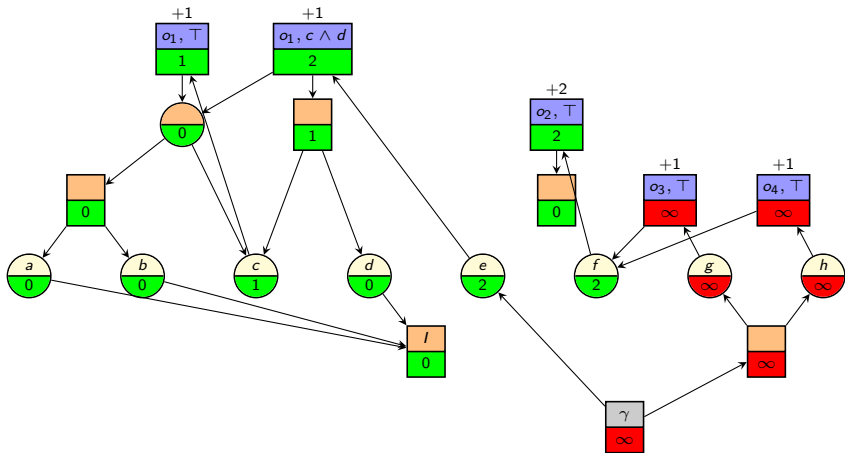 +1 +1
o₁, ⊤ o₁, c ∧ d
1 2
+2
o₂, ⊤
0 1 2
+1 +1
o₃, ⊤ o₄, ⊤
0 0 ∞ ∞
a b c d e f g h
0 0 1 0 2 2 ∞ ∞
I
0 ∞
γ
∞